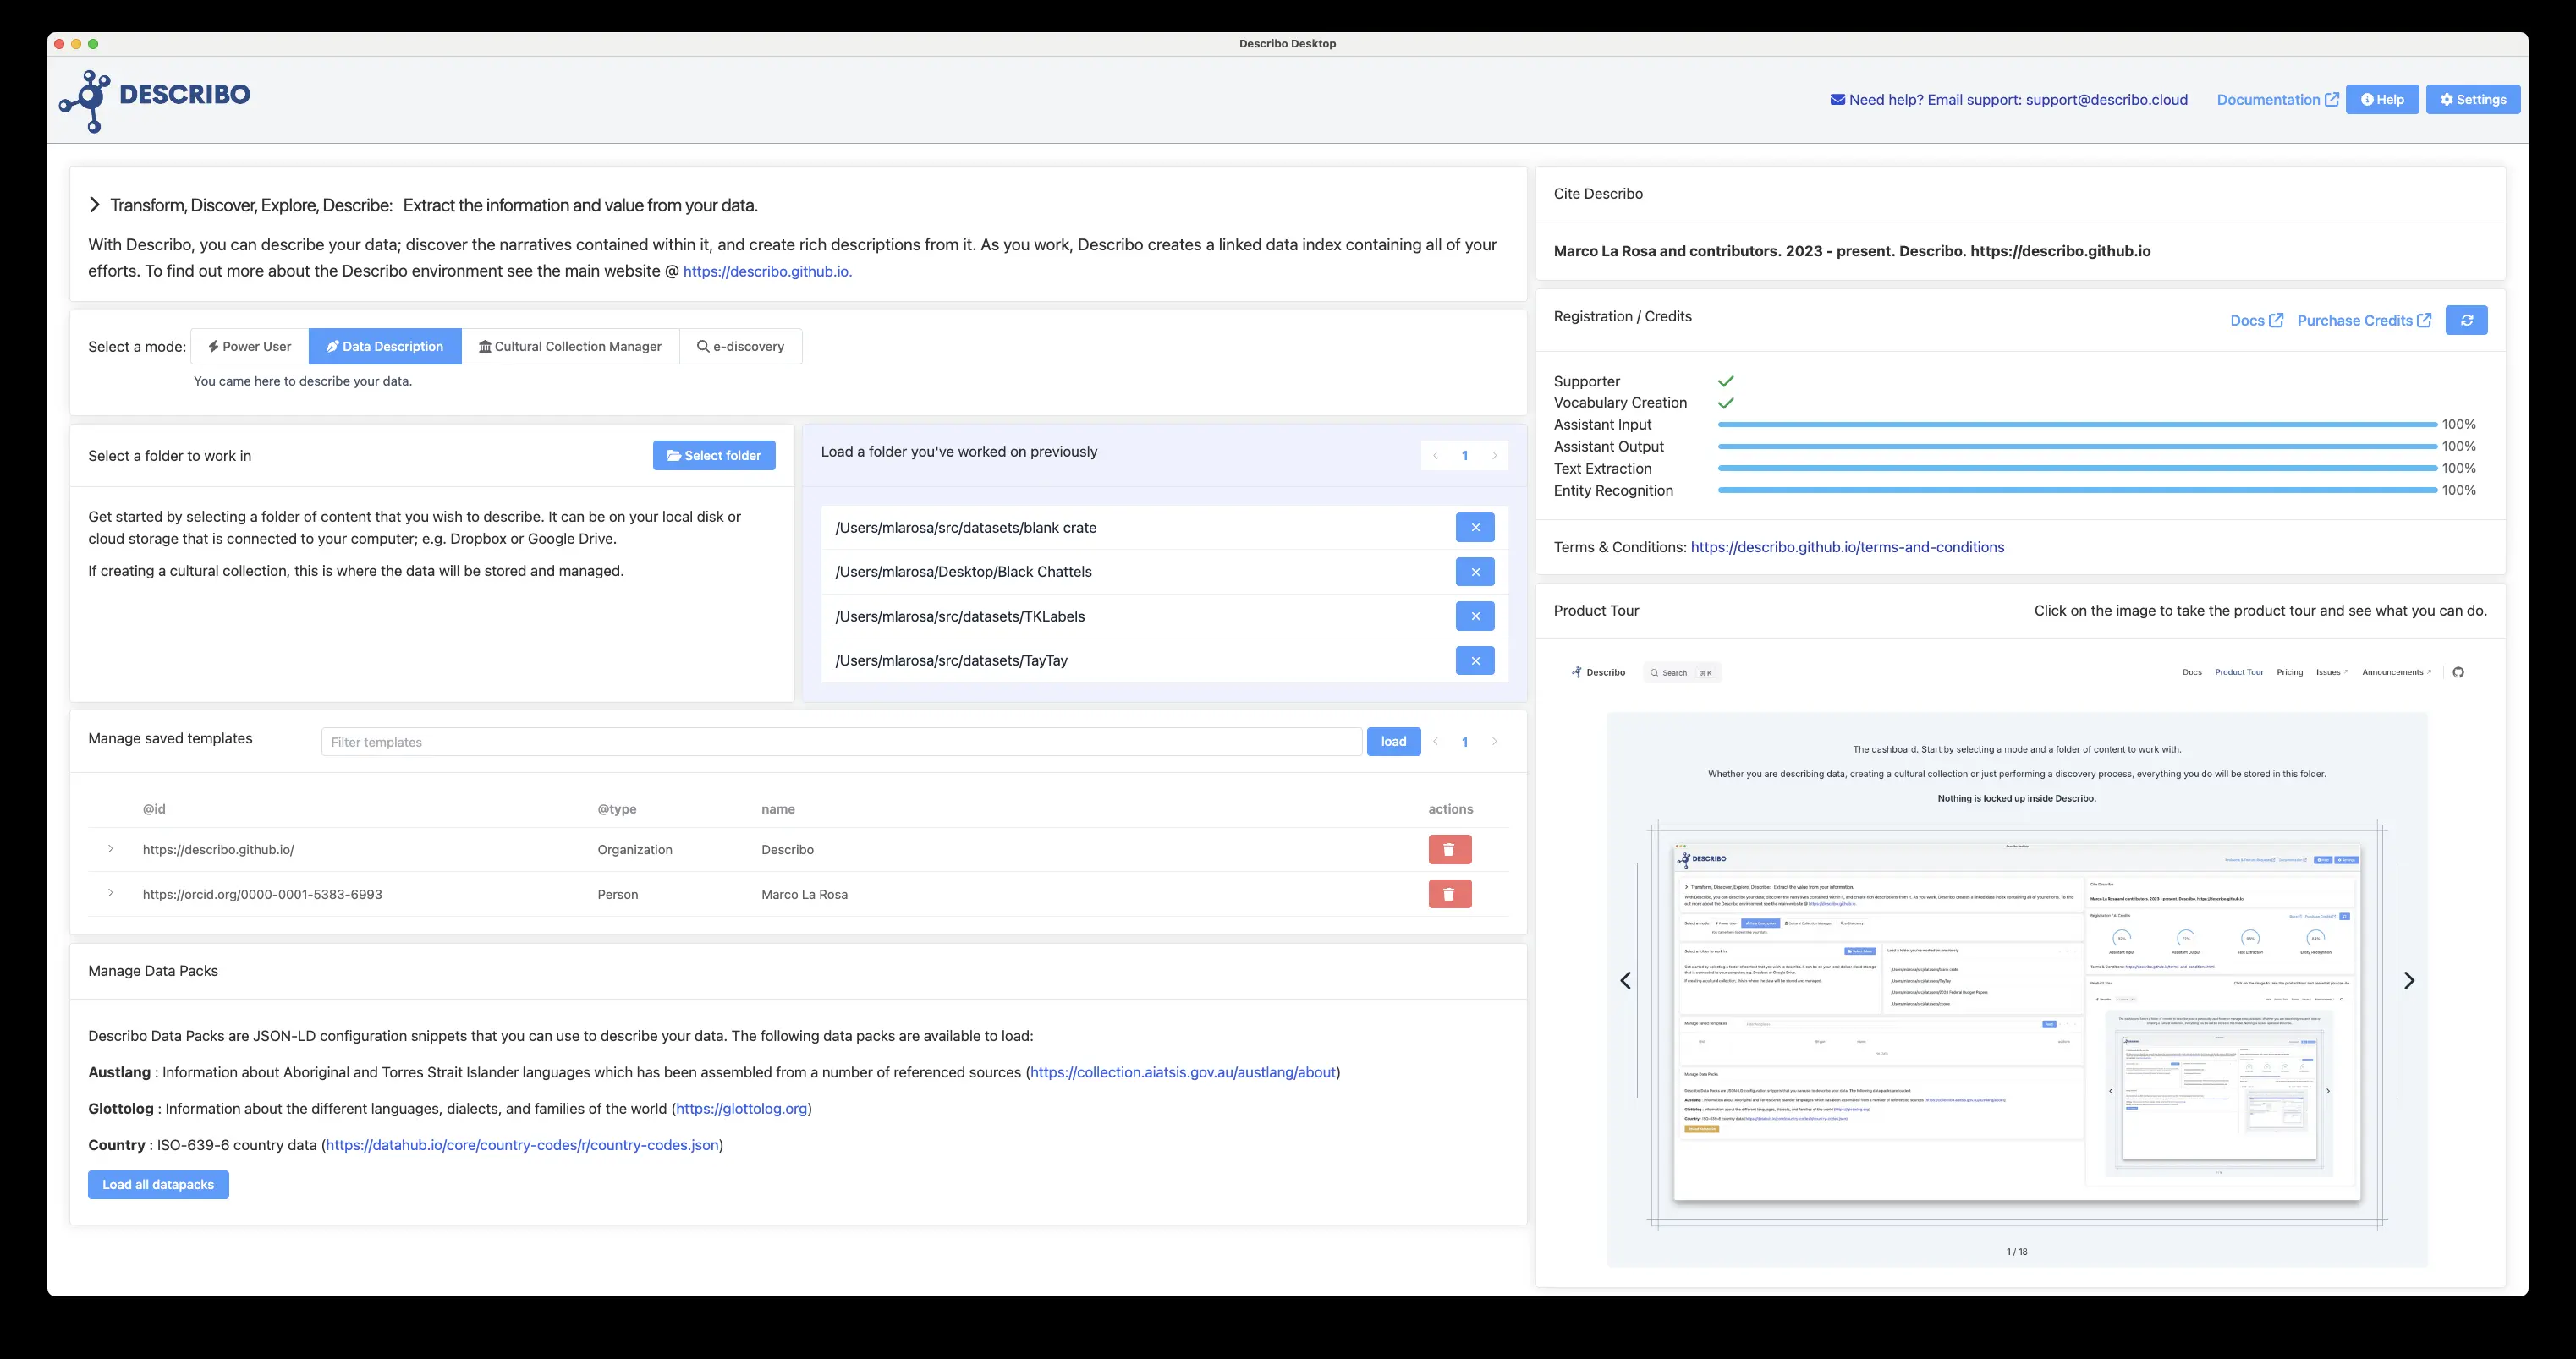 Describo Desktop
DESCRIBO
Need help? Email support: support@describo.cloud
Documentation
Help
Settings
Transform, Discover, Explore, Describe: Extract the information and value from your data.
With Describo, you can describe your data; discover the narratives contained within it, and create rich descriptions from it. As you work, Describo creates a linked data index containing all of your
efforts. To find out more about the Describo environment see the main website @ https://describo.github.io.
Select a mode:
Power User
Data Description
Cultural Collection Manager
e-discovery
You came here to describe your data.
Select a folder to work in
Select folder
Get started by selecting a folder of content that you wish to describe. It can be on your local disk or
cloud storage that is connected to your computer; e.g. Dropbox or Google Drive.
If creating a cultural collection, this is where the data will be stored and managed.
Load a folder you've worked on previously
1
/Users/mlarosa/src/datasets/blank crate
/Users/mlarosa/Desktop/Black Chattels
/Users/mlarosa/src/datasets/TKLabels
/Users/mlarosa/src/datasets/TayTay
Manage saved templates
Filter templates
load
1
@id @type name actions
https://describo.github.io/ Organization Describo
https://orcid.org/0000-0001-5383-6993 Person Marco La Rosa
Manage Data Packs
Describo Data Packs are JSON-LD configuration snippets that you can use to describe your data. The following data packs are available to load:
Austlang : Information about Aboriginal and Torres Strait Islander languages which has been assembled from a number of referenced sources (https://collection.aiatsis.gov.au/austlang/about)
Glottolog : Information about the different languages, dialects, and families of the world (https://glottolog.org)
Country : ISO-639-6 country data (https://datahub.io/core/country-codes/r/country-codes.json)
Load all datapacks
Cite Describo
Marco La Rosa and contributors. 2023 - present. Describo. https://describo.github.io
Registration / Credits
Docs
Purchase Credits
Supporter
Vocabulary Creation
Assistant Input 100%
Assistant Output 100%
Text Extraction 100%
Entity Recognition 100%
Terms & Conditions: https://describo.github.io/terms-and-conditions
Product Tour
Click on the image to take the product tour and see what you can do.
Describo
Search ⌘K
Docs Product Tour Pricing Issues Announcements
The dashboard. Start by selecting a mode and a folder of content to work with.
Whether you are describing data, creating a cultural collection or just performing a discovery process, everything you do will be stored in this folder.
Nothing is locked up inside Describo.
DESCRIBO
1 / 18